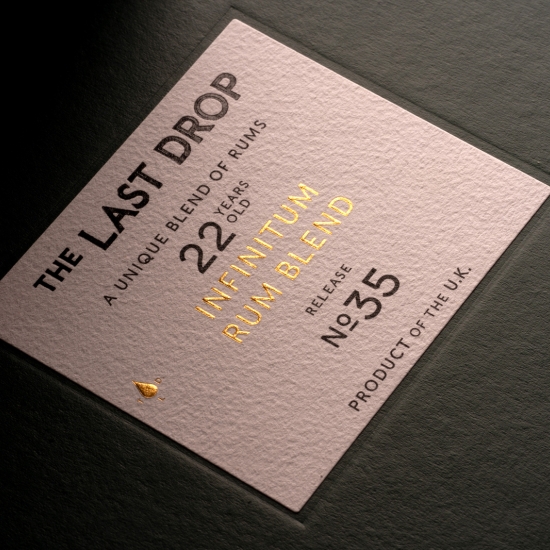 THE LAST DROP
A UNIQUE BLEND OF RUMS
22 YEARS OLD
INFINITUM
RUM BLEND
RELEASE
No35
PRODUCT OF THE U.K.